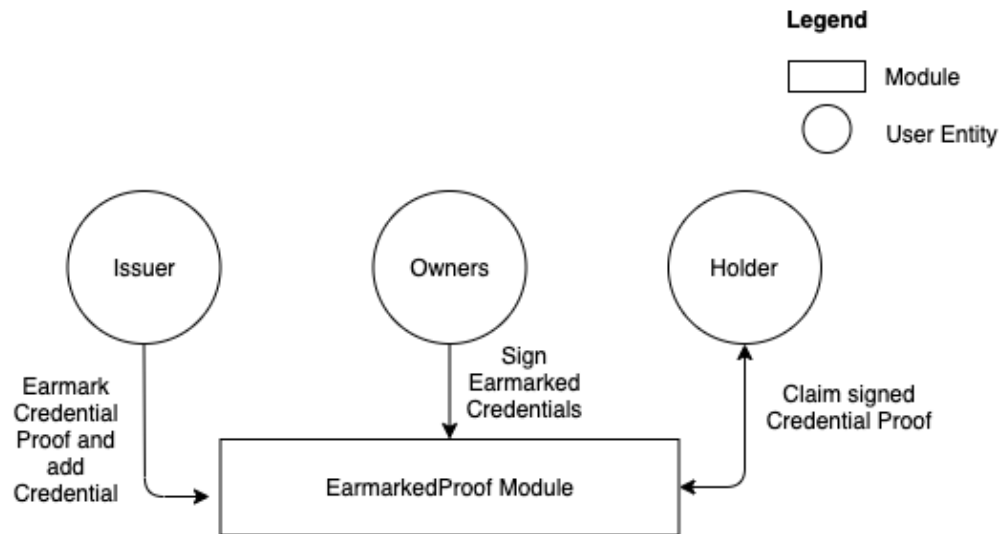 Legend
Module
User Entity
Issuer
Owners
Holder
Earmark
Credential
Proof and
add
Credential
Sign
Earmarked
Credentials
Claim signed
Credential Proof
EarmarkedProof Module